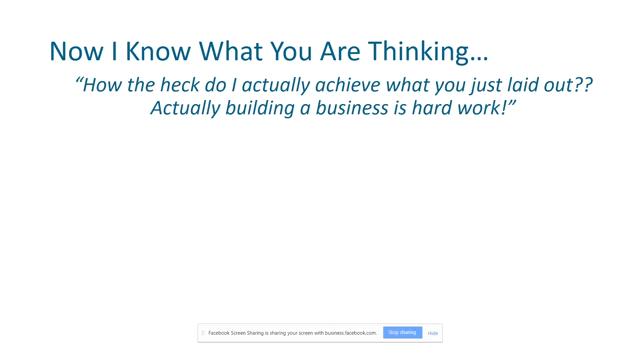 Now I Know What You Are Thinking…
“How the heck do I actually achieve what you just laid out??
Actually building a business is hard work!”
Facebook Screen Sharing is sharing your screen with business.facebook.com. Stop sharing Hide